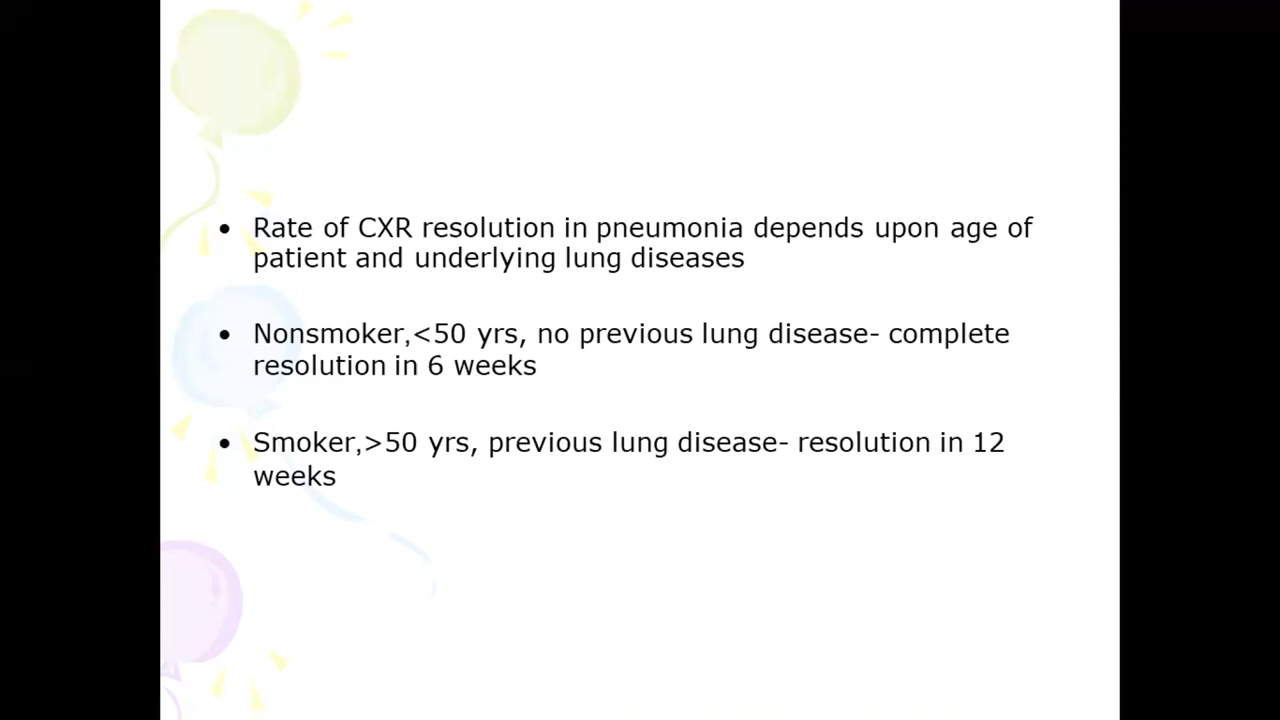 • Rate of CXR resolution in pneumonia depends upon age of
patient and underlying lung diseases
• Nonsmoker,<50 yrs, no previous lung disease- complete
resolution in 6 weeks
• Smoker,>50 yrs, previous lung disease- resolution in 12
weeks